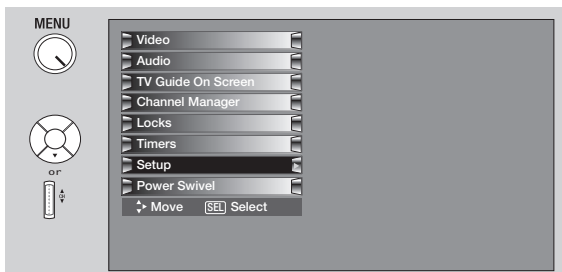 MENU
Video
Audio
TV Guide On Screen
Channel Manager
Locks
Timers
Setup
Power Swivel
Move SEL Select
or
CH